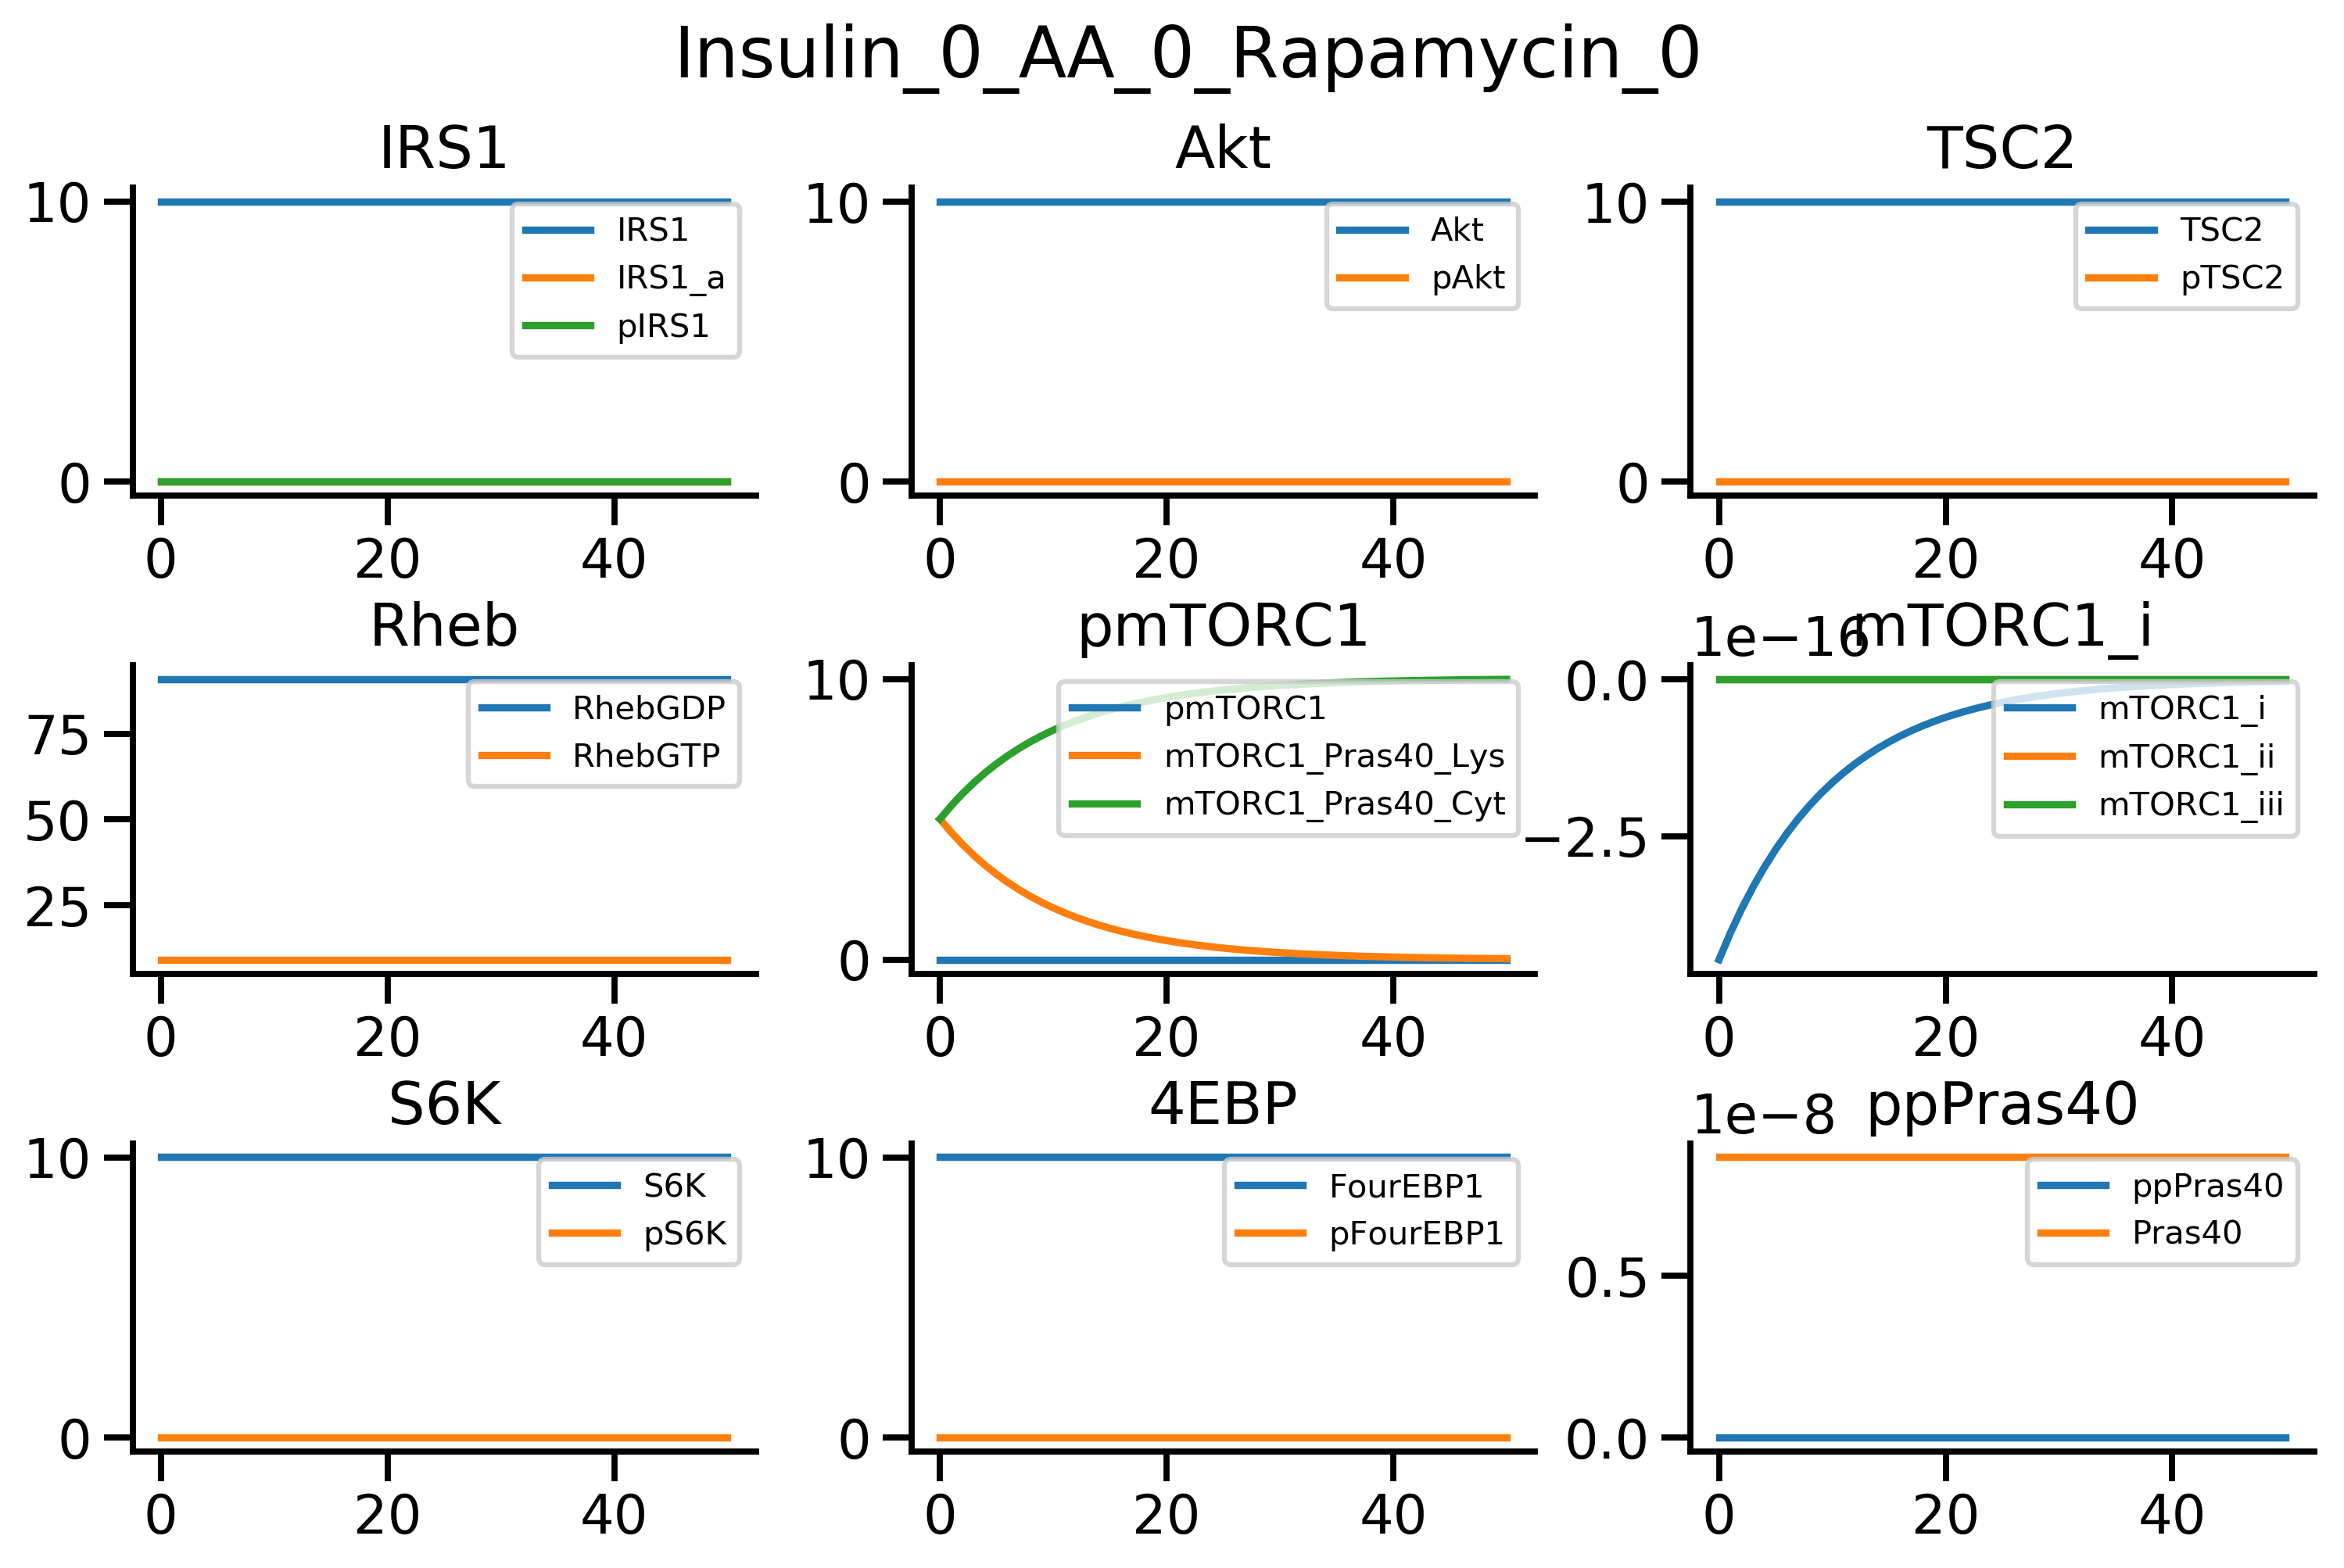 Insulin_0_AA_0_Rapamycin_0
IRS1
10
0
0 20 40
IRS1
IRS1_a
pIRS1
Akt
10
0
0 20 40
Akt
pAkt
TSC2
10
0
0 20 40
TSC2
pTSC2
Rheb
75
50
25
0 20 40
RhebGDP
RhebGTP
pmTORC1
10
0
0 20 40
pmTORC1
mTORC1_Pras40_Lys
mTORC1_Pras40_Cyt
1e−16
mTORC1_i
0.0
−2.5
0 20 40
mTORC1_i
mTORC1_ii
mTORC1_iii
S6K
10
0
0 20 40
S6K
pS6K
4EBP
10
0
0 20 40
FourEBP1
pFourEBP1
1e−8
ppPras40
0.5
0.0
0 20 40
ppPras40
Pras40